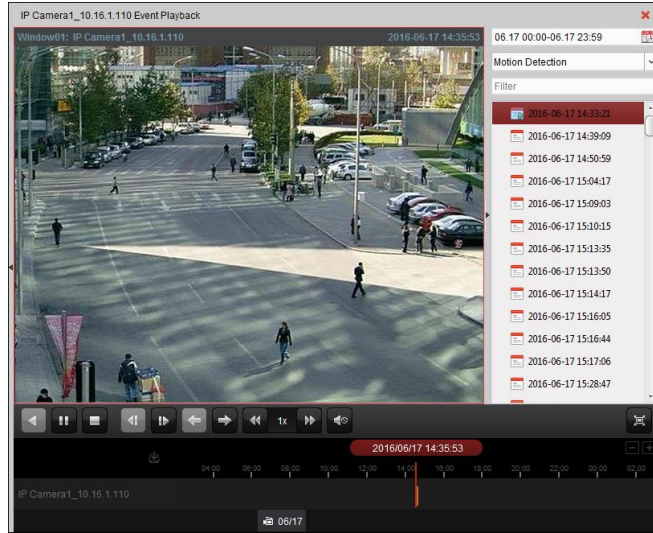 IP Camera1_10.16.1.110 Event Playback
Window01: IP Camera1_10.16.1.110
2016-06-17 14:35:53
06.17 00:00-06.17 23:59
Motion Detection
Filter
2016-06-17 14:33:21
2016-06-17 14:39:09
2016-06-17 14:50:59
2016-06-17 15:04:17
2016-06-17 15:09:03
2016-06-17 15:10:15
2016-06-17 15:13:35
2016-06-17 15:13:50
2016-06-17 15:14:17
2016-06-17 15:16:05
2016-06-17 15:16:44
2016-06-17 15:17:06
2016-06-17 15:28:47
1x
2016/06/17 14:35:53
04:00 06:00 08:00 10:00 12:00 14:00 16:00 18:00 20:00 22:00 00:00 02:00
IP Camera1_10.16.1.110
06/17